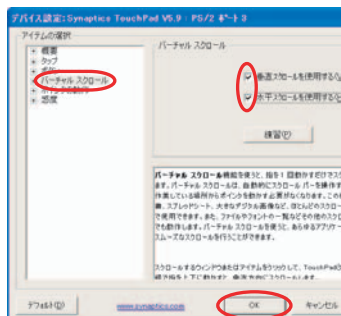 デバイス設定:Synaptics TouchPad V5.9 : PS/2 ﾎﾟｰﾄ 3
アイテムの選択
概要
タップ
バーチャル スクロール
感度
バーチャル スクロール
垂直スクロールを使用する
水平スクロールを使用する
練習(P)
バーチャル スクロール機能を使うと、指を1回動かすだけでス
ます。バーチャル スクロールは、自動的にスクロール バーを操作す
作業している場所からポインタを動かす必要がなくなります。この
書、スプレッドシート、大きなデジタル画像など、ほとんどのスクロー
で使用できます。また、ファイルやフォントの一覧などその他のスク
でも動作します。バーチャル スクロールを使うと、あらゆるアプリケー
スムーズなスクロールを行うことができます。
スクロールするウィンドウまたはアイテムをクリックして、TouchPad
デフォルト(D)
www.synaptics.com
OK
キャンセル